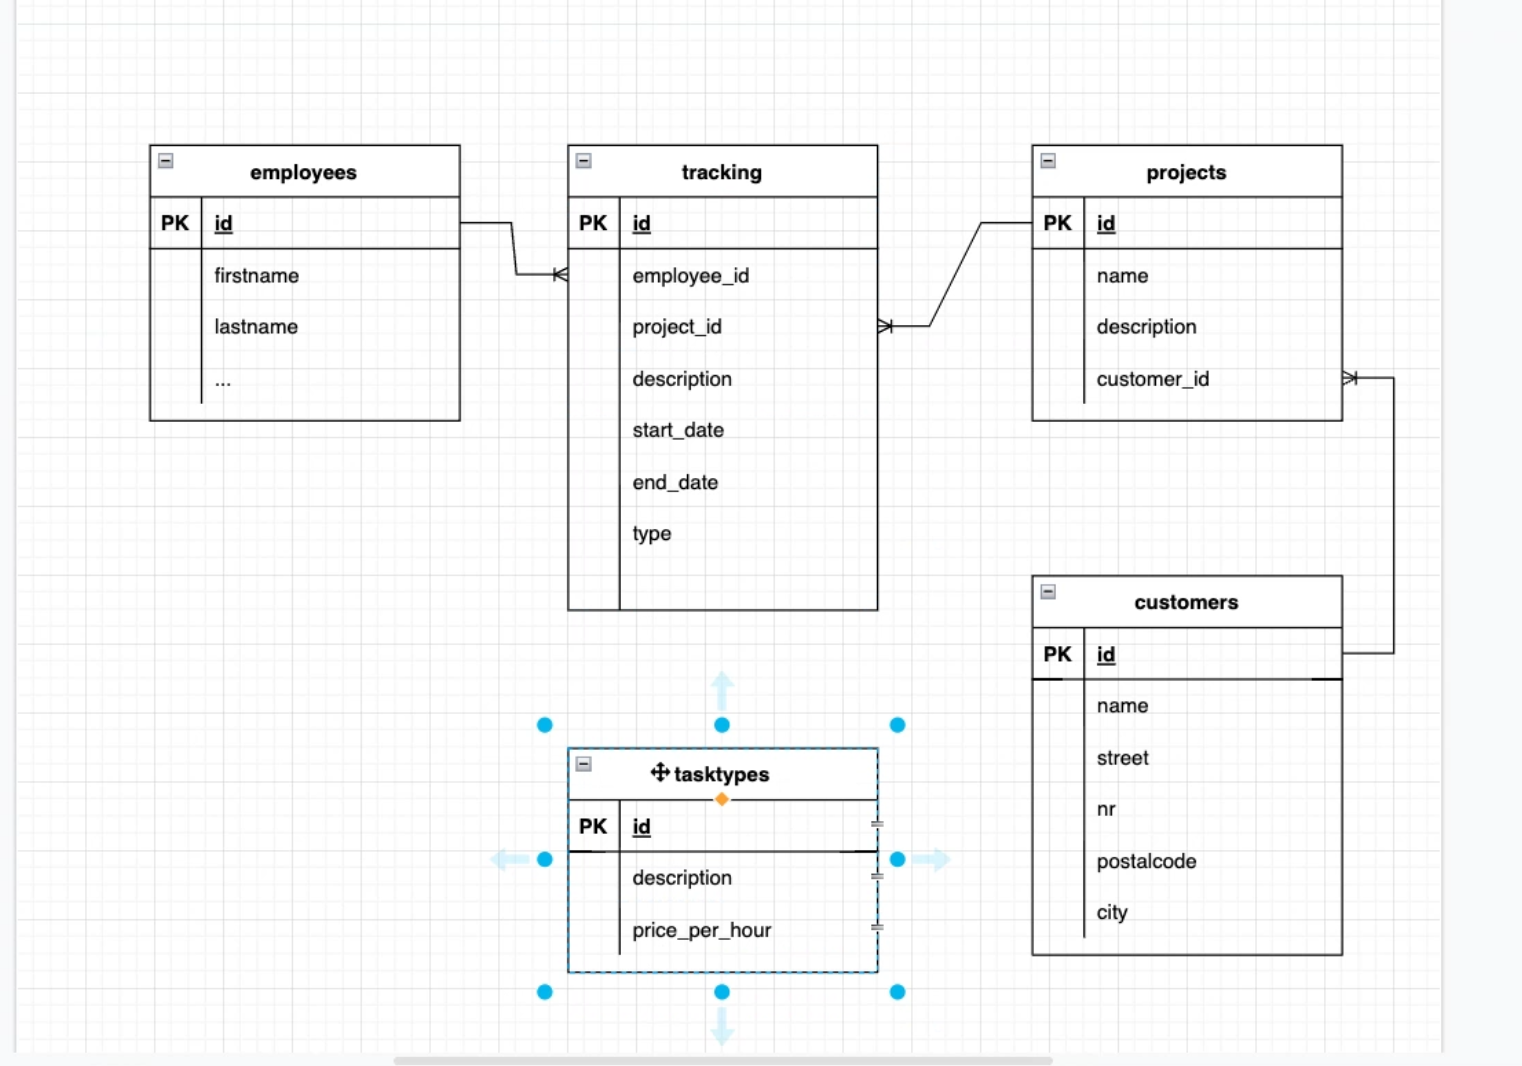 employees
PK id
firstname
lastname
...
tracking
PK id
employee_id
project_id
description
start_date
end_date
type
projects
PK id
name
description
customer_id
customers
PK id
name
street
nr
postalcode
city
tasktypes
PK id
description
price_per_hour